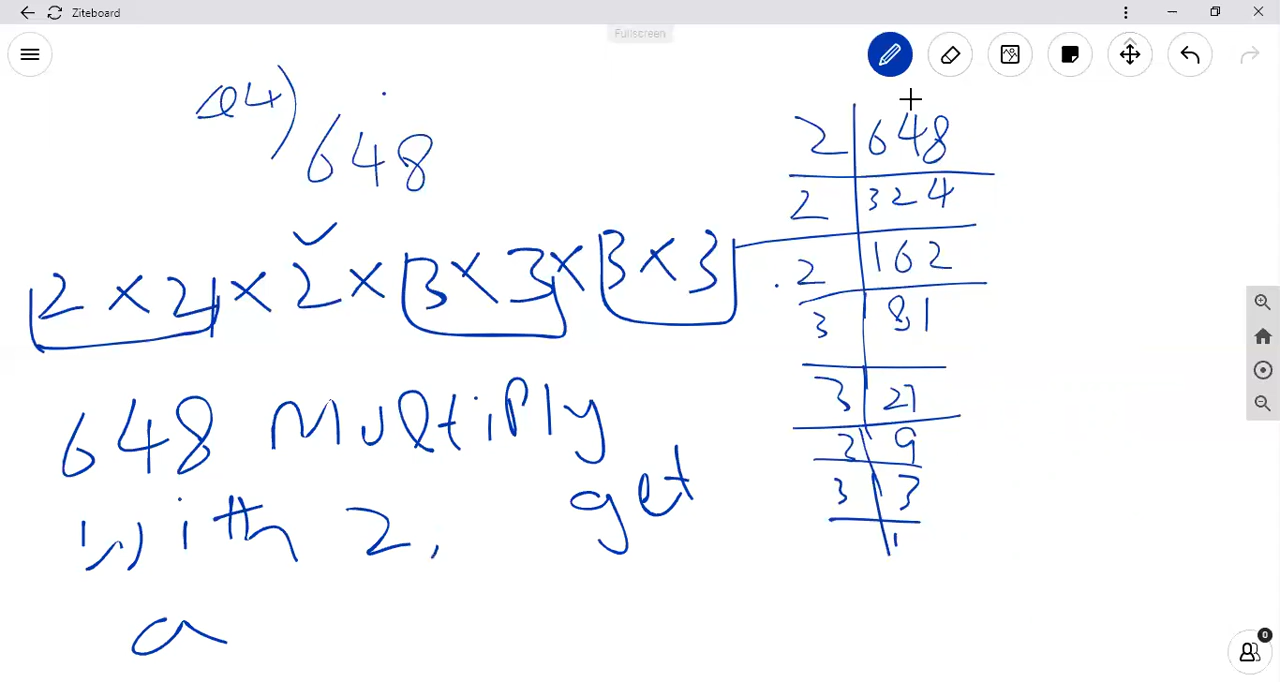 Ziteboard
Fullscreen
24)
648
2 × 2 × 2 × 3 × 3 × 3 × 3
648 Multiply
with 2, get
a
2 648
2 324
2 162
3 81
3 27
3 9
3 3
1
0